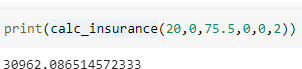 print(calc_insurance(20,0,75.5,0,0,2))
30962.086514572333